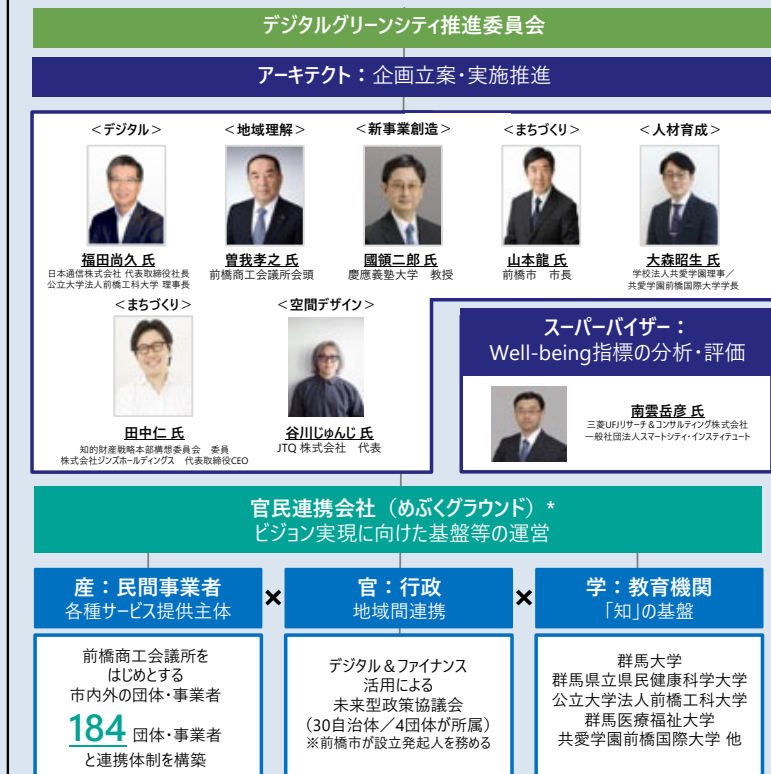 デジタルグリーンシティ推進委員会
アーキテクト：企画立案・実施推進
＜デジタル＞
福田尚久 氏
日本通信株式会社 代表取締役社長
公立大学法人前橋工科大学 理事長
＜地域理解＞
曽我孝之 氏
前橋商工会議所会頭
＜新事業創造＞
國領二郎 氏
慶應義塾大学　教授
＜まちづくり＞
山本龍 氏
前橋市　市長
＜人材育成＞
大森昭生 氏
学校法人共愛学園理事／
共愛学園前橋国際大学学長
＜まちづくり＞
田中仁 氏
知的財産戦略本部構想委員会　委員
株式会社ジンズホールディングス　代表取締役CEO
＜空間デザイン＞
谷川じゅんじ 氏
JTQ 株式会社　代表
スーパーバイザー：
Well-being指標の分析・評価
南雲岳彦 氏
三菱UFJリサーチ＆コンサルティング株式会社
一般社団法人スマートシティ・インスティテュート
官民連携会社（めぶくグラウンド）*
ビジョン実現に向けた基盤等の運営
産：民間事業者
各種サービス提供主体
×
官：行政
地域間連携
×
学：教育機関
「知」の基盤
前橋商工会議所を
はじめとする
市内外の団体・事業者
184 団体・事業者
と連携体制を構築
デジタル＆ファイナンス
活用による
未来型政策協議会
（30自治体／4団体が所属）
※前橋市が設立発起人を務める
群馬大学
群馬県立県民健康科学大学
公立大学法人前橋工科大学
群馬医療福祉大学
共愛学園前橋国際大学 他